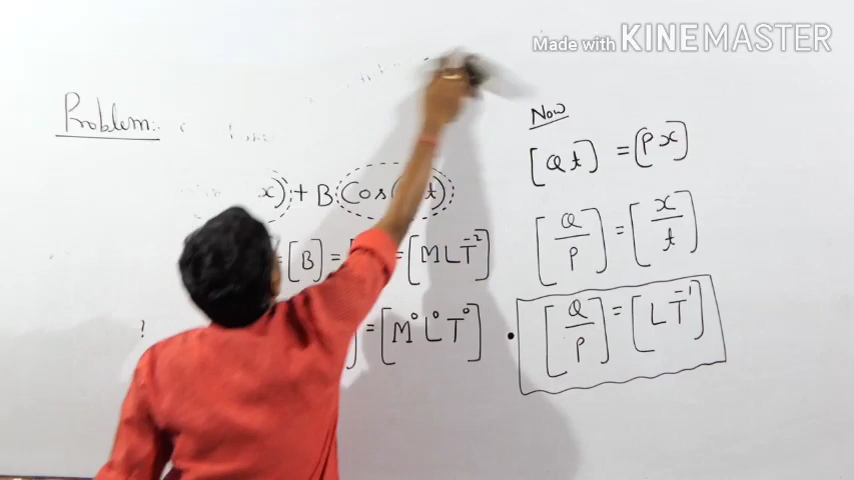 Made with KINEMASTER
Problem:
x) + B Cos( t)
= [B] = = [MLT⁻²]
? = [M⁰L⁰T⁰]
Now
[Qt] = [Px]
[Q/P] = [x/t]
[Q/P] = [LT⁻¹]